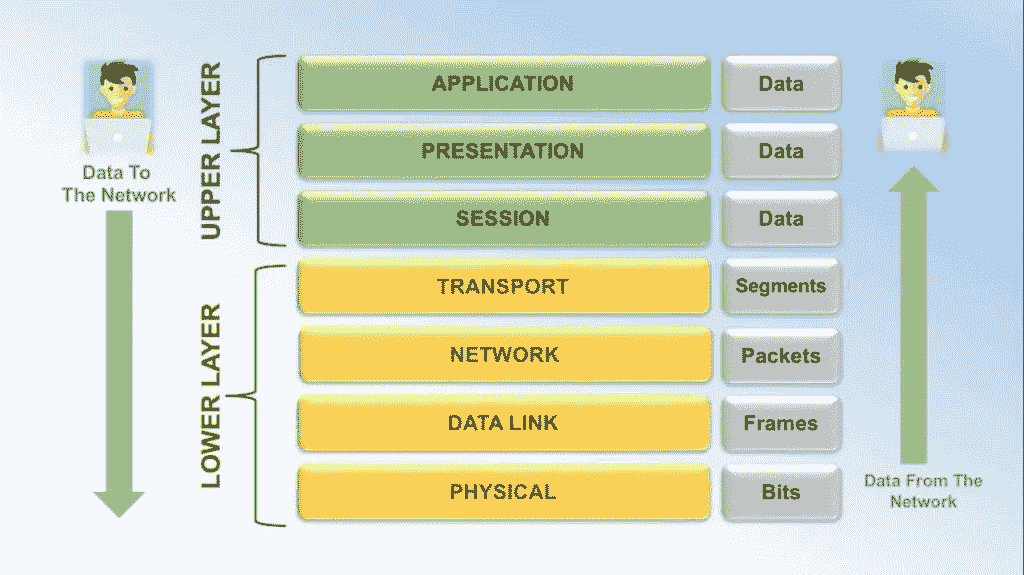 Data To
The Network
UPPER LAYER
APPLICATION
Data
PRESENTATION
Data
SESSION
Data
LOWER LAYER
TRANSPORT
Segments
NETWORK
Packets
DATA LINK
Frames
PHYSICAL
Bits
Data From The
Network